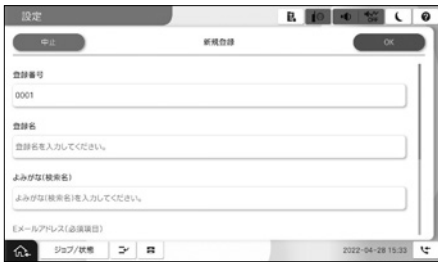 設定
中止
新規登録
OK
登録番号
0001
登録名
登録名を入力してください。
よみがな(検索名)
よみがな(検索名)を入力してください。
Eメールアドレス(必須項目)
ジョブ/状態
2022-04-28 15:33